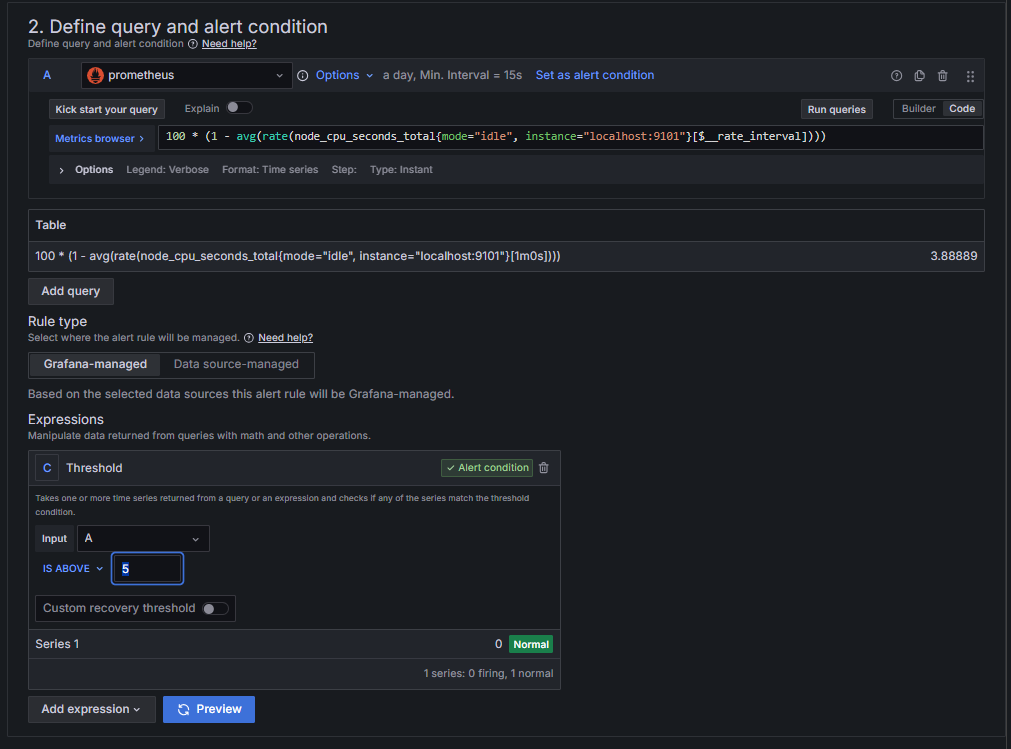 2. Define query and alert condition
Define query and alert condition Need help?
A prometheus Options a day, Min. Interval = 15s Set as alert condition
Kick start your query Explain Run queries Builder Code
Metrics browser > 100 * (1 - avg(rate(node_cpu_seconds_total{mode="idle", instance="localhost:9101"}[$__rate_interval])))
Options Legend: Verbose Format: Time series Step: Type: Instant
Table
100 * (1 - avg(rate(node_cpu_seconds_total{mode="idle", instance="localhost:9101"}[1m0s]))) 3.88889
Add query
Rule type
Select where the alert rule will be managed. Need help?
Grafana-managed Data source-managed
Based on the selected data sources this alert rule will be Grafana-managed.
Expressions
Manipulate data returned from queries with math and other operations.
C Threshold Alert condition
Takes one or more time series returned from a query or an expression and checks if any of the series match the threshold
condition.
Input A
IS ABOVE 5
Custom recovery threshold
Series 1 0 Normal
1 series: 0 firing, 1 normal
Add expression Preview